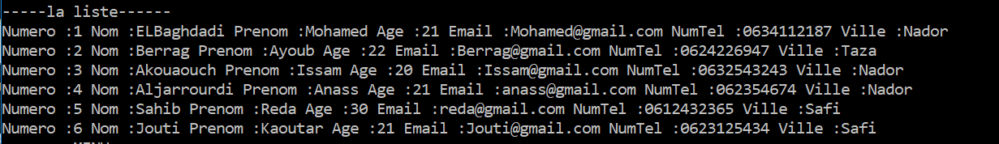 -----la liste------
Numero :1 Nom :ELBaghdadi Prenom :Mohamed Age :21 Email :Mohamed@gmail.com NumTel :0634112187 Ville :Nador
Numero :2 Nom :Berrag Prenom :Ayoub Age :22 Email :Berrag@gmail.com NumTel :0624226947 Ville :Taza
Numero :3 Nom :Akouaouch Prenom :Issam Age :20 Email :Issam@gmail.com NumTel :0632543243 Ville :Nador
Numero :4 Nom :Aljarrourdi Prenom :Anass Age :21 Email :anass@gmail.com NumTel :062354674 Ville :Nador
Numero :5 Nom :Sahib Prenom :Reda Age :30 Email :reda@gmail.com NumTel :0612432365 Ville :Safi
Numero :6 Nom :Jouti Prenom :Kaoutar Age :21 Email :Jouti@gmail.com NumTel :0623125434 Ville :Safi